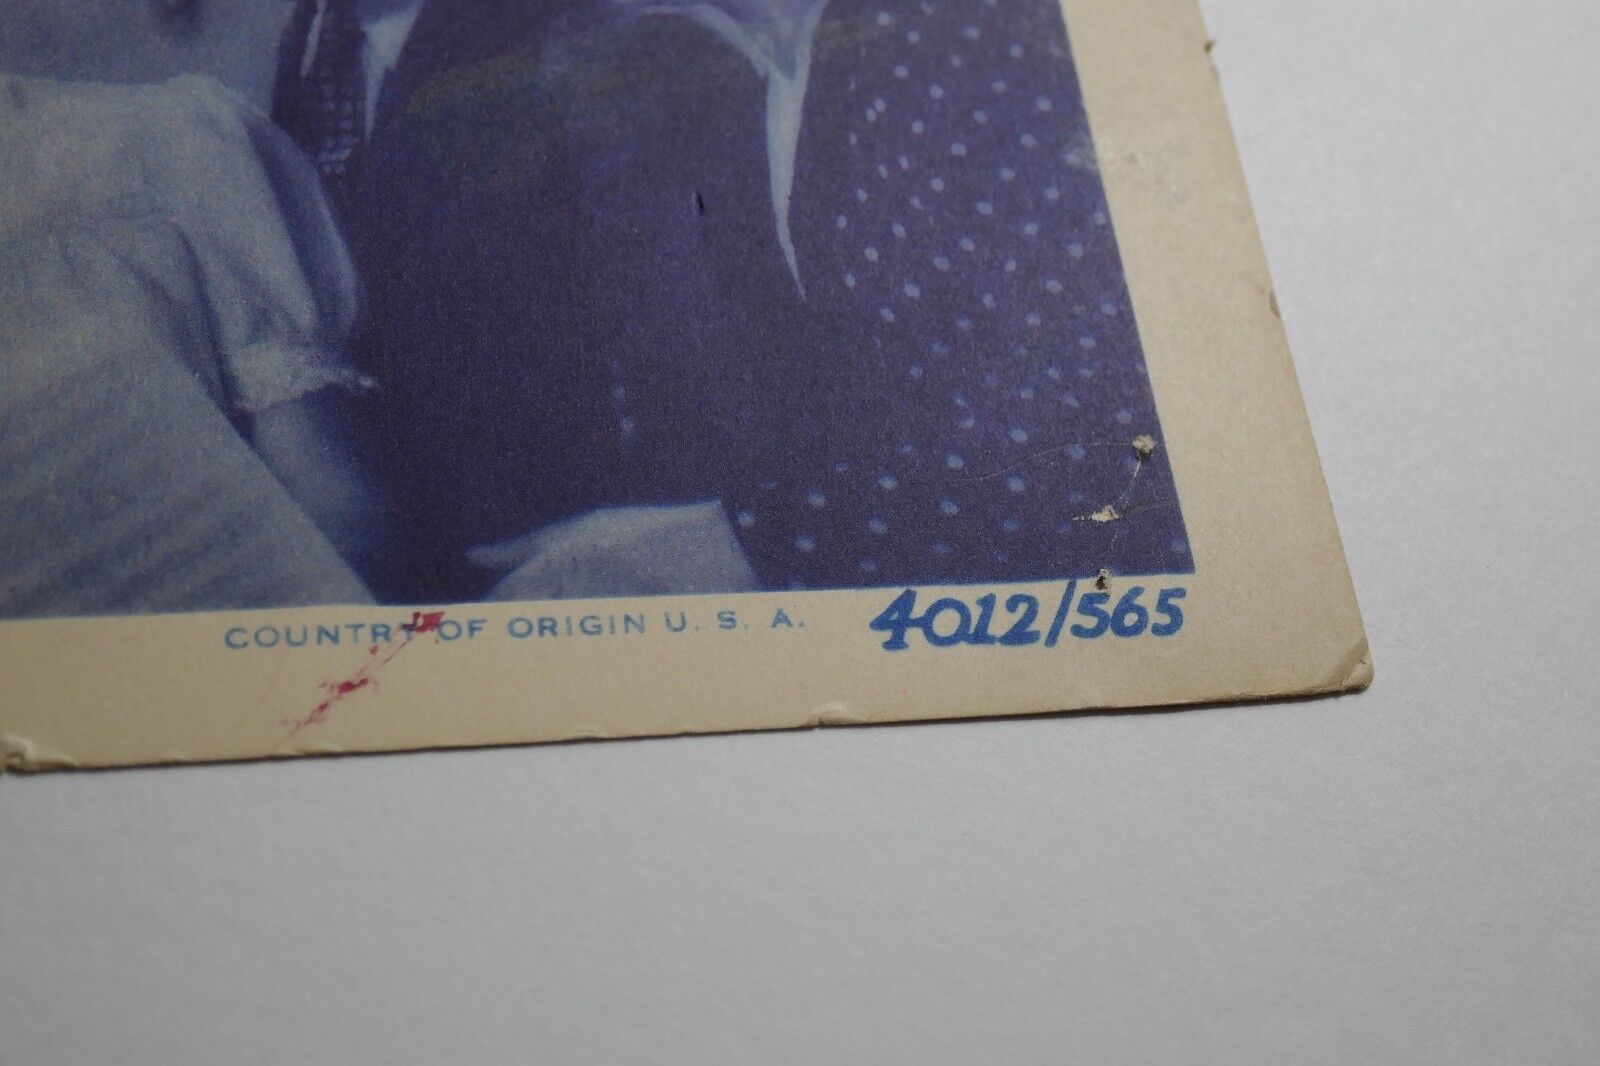 COUNTRY OF ORIGIN U. S. A. 4012/565